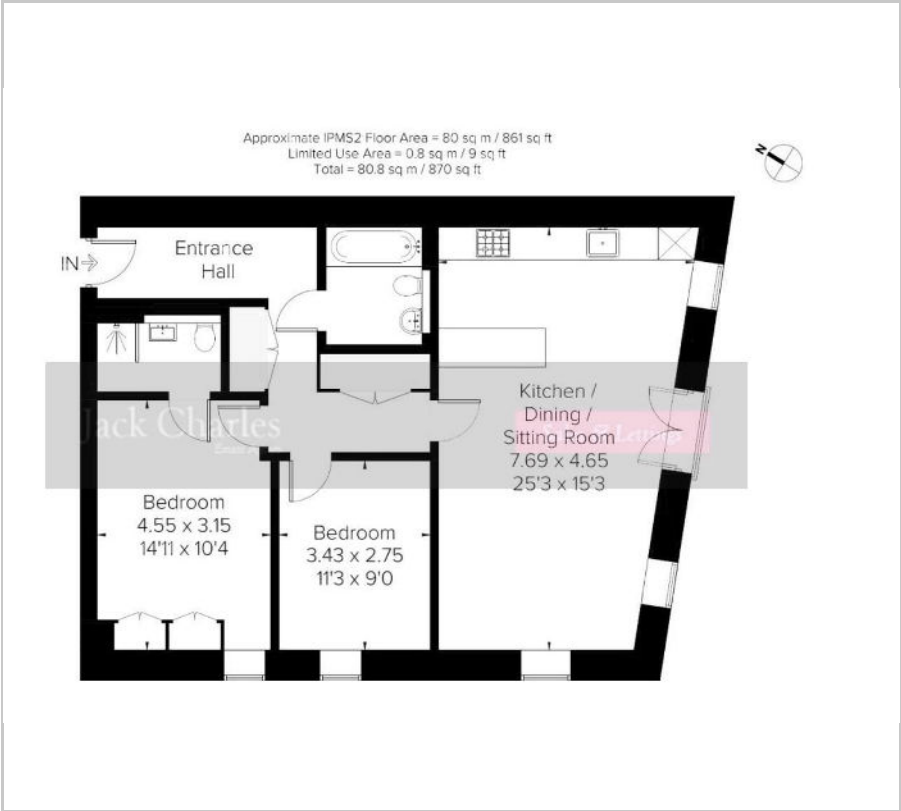 Approximate IPMS2 Floor Area = 80 sq m / 861 sq ft
Limited Use Area = 0.8 sq m / 9 sq ft
Total = 80.8 sq m / 870 sq ft
N
IN
Entrance
Hall
Kitchen /
Dining /
Sitting Room
7.69 x 4.65
25'3 x 15'3
Jack Charles
Bedroom
4.55 x 3.15
14'11 x 10'4
Bedroom
3.43 x 2.75
11'3 x 9'0